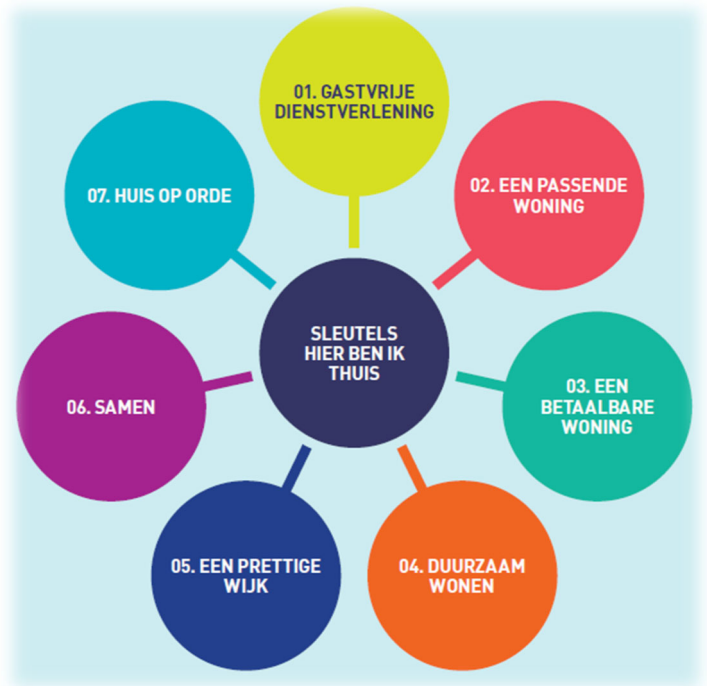 01. GASTVRIJE
DIENSTVERLENING
02. EEN PASSENDE
WONING
03. EEN
BETAALBARE
WONING
04. DUURZAAM
WONEN
05. EEN PRETTIGE
WIJK
06. SAMEN
07. HUIS OP ORDE
SLEUTELS
HIER BEN IK
THUIS